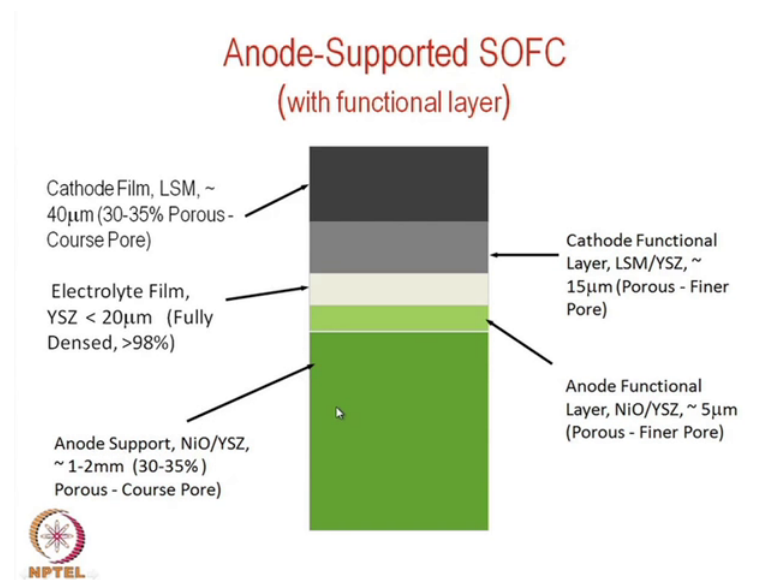 Anode-Supported SOFC
(with functional layer)
Cathode Film, LSM, ~
40μm (30-35% Porous -
Course Pore)
Electrolyte Film,
YSZ < 20μm (Fully
Densed, >98%)
Anode Support, NiO/YSZ,
~ 1-2mm (30-35% )
Porous - Course Pore)
Cathode Functional
Layer, LSM/YSZ, ~
15μm (Porous - Finer
Pore)
Anode Functional
Layer, NiO/YSZ, ~ 5μm
(Porous - Finer Pore)
NPTEL